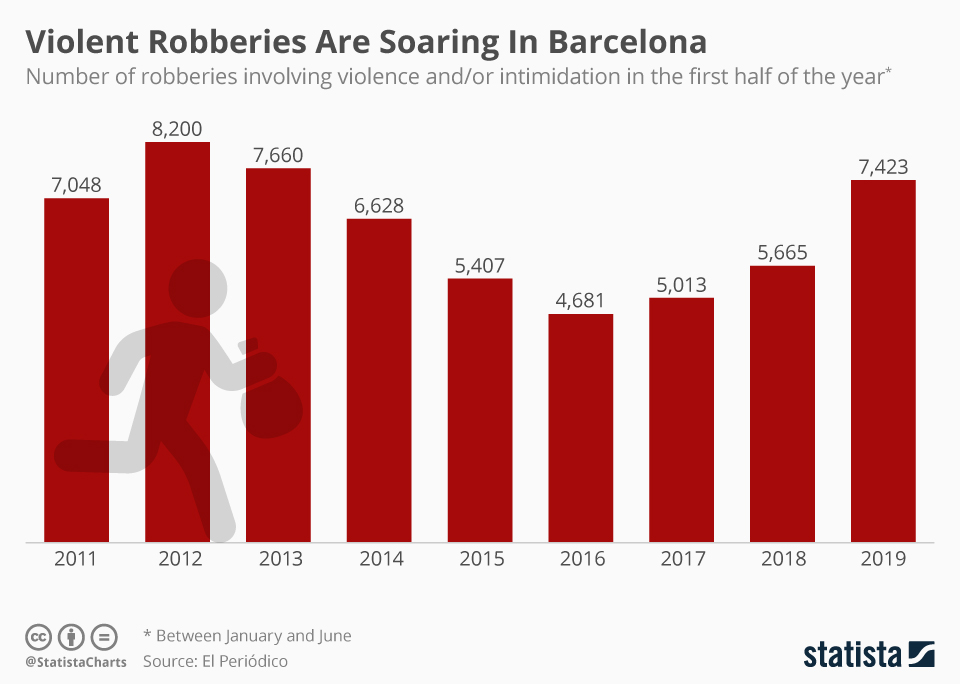 Violent Robberies Are Soaring In Barcelona
Number of robberies involving violence and/or intimidation in the first half of the year*
7,048
8,200
7,660
6,628
5,407
4,681
5,013
5,665
7,423
2011
2012
2013
2014
2015
2016
2017
2018
2019
cc
=
@StatistaCharts
* Between January and June
Source: El Periódico
statista